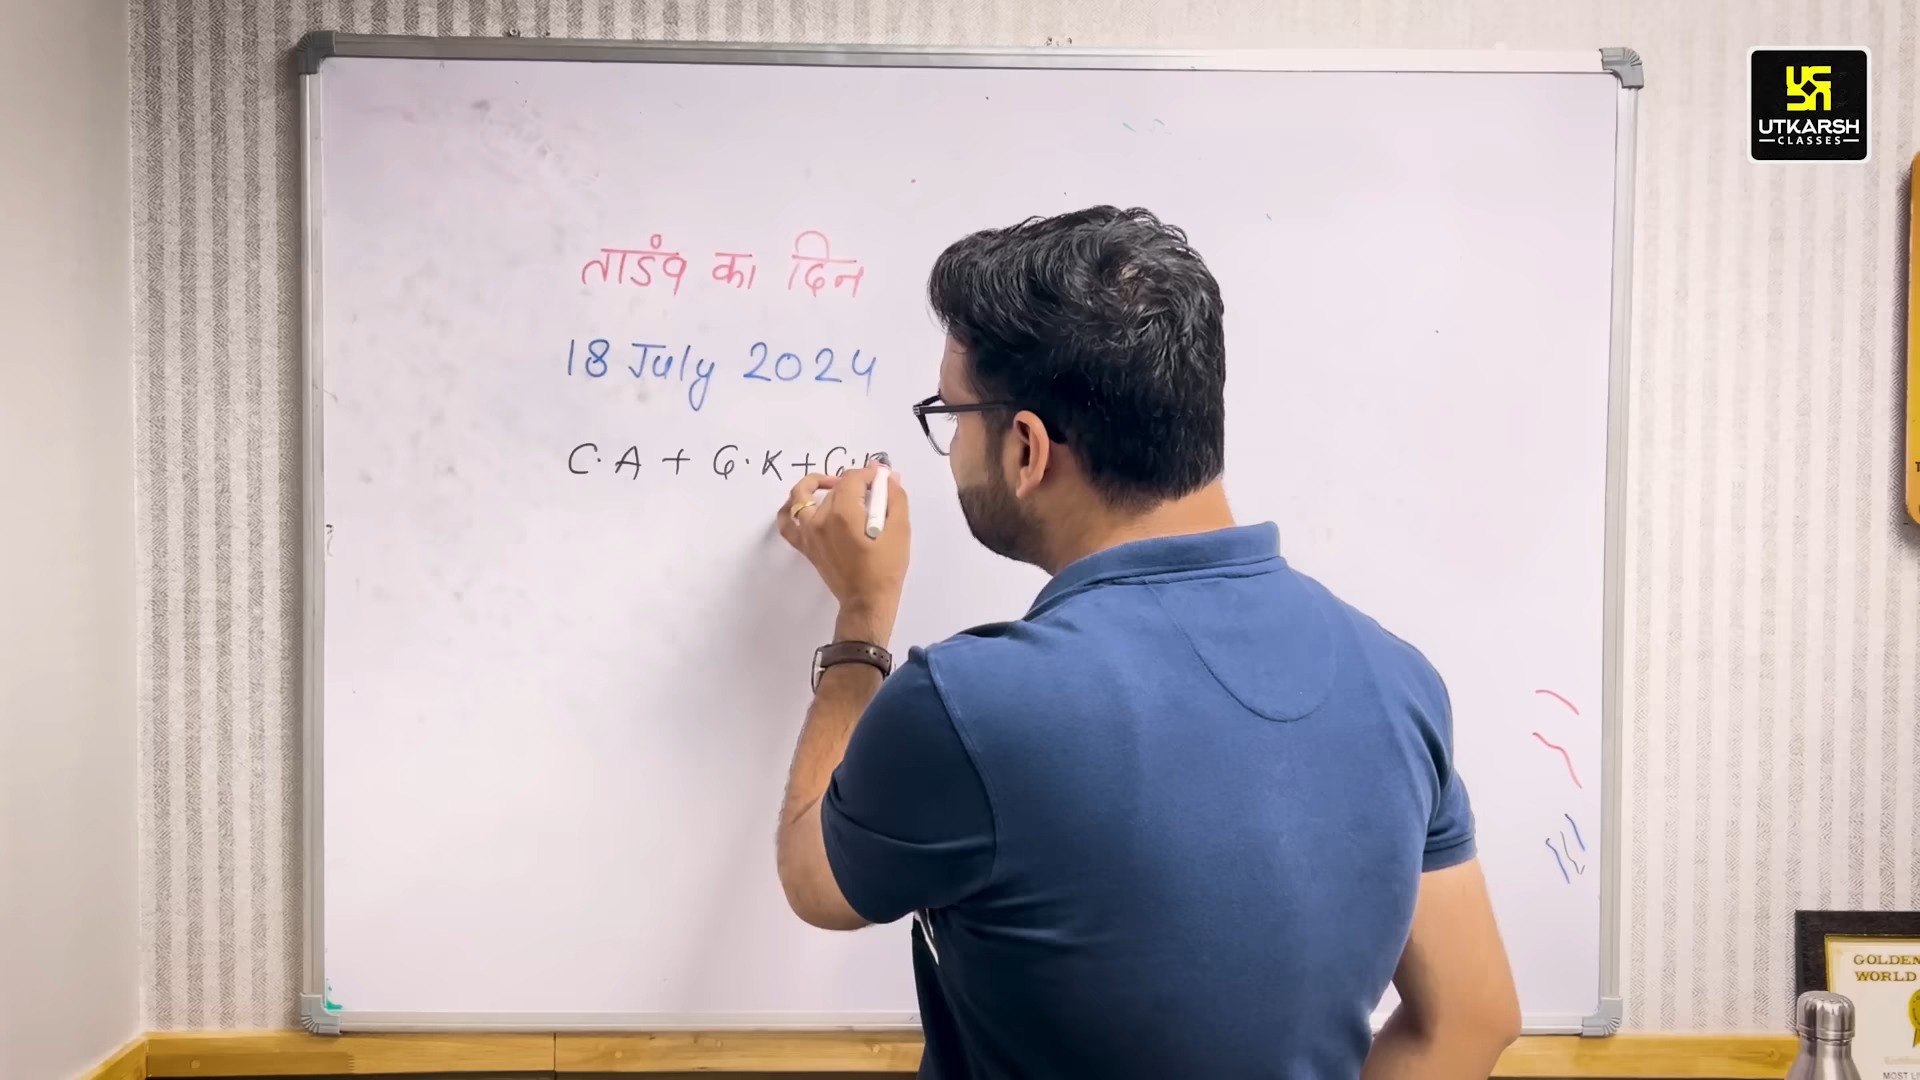 UTKARSH
CLASSES
ताडंव का दिन
18 July 2024
C.A + G.K + G.
GOLDEN
WORLD